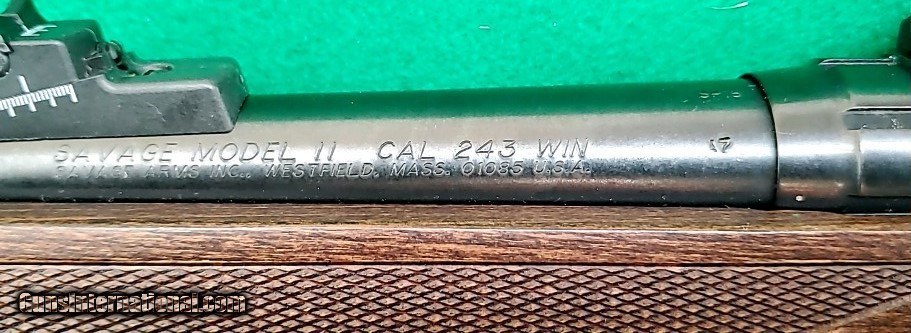 SAVAGE MODEL 11 CAL 243 WIN
SAVAGE ARMS INC., WESTFIELD, MASS. 01085 U.S.A.
GunsInternational.com